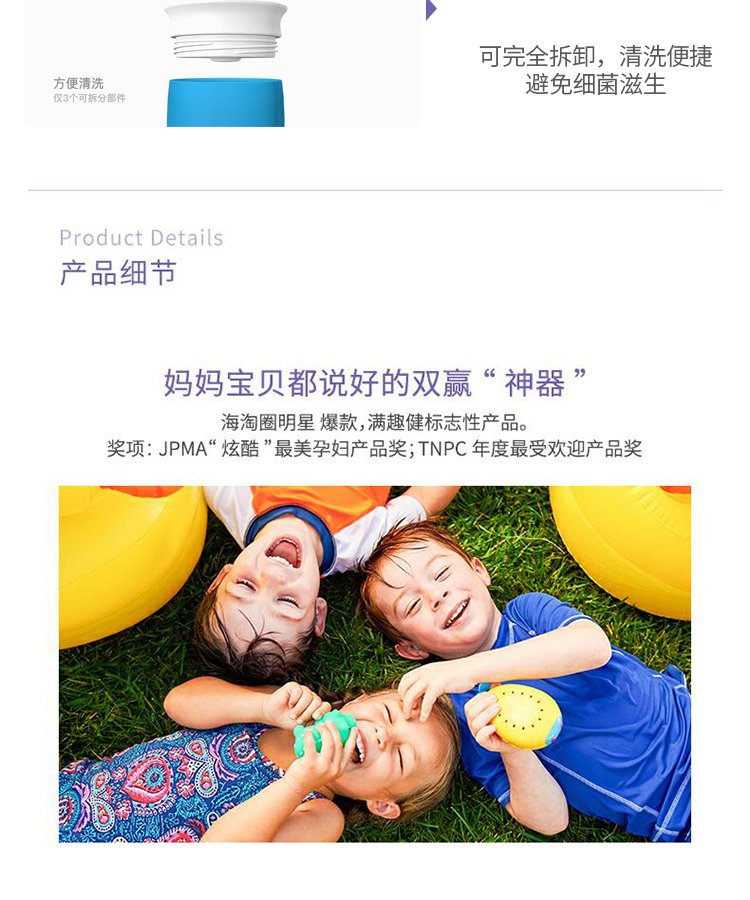 方便清洗
仅3个可拆分部件
可完全拆卸，清洗便捷
避免细菌滋生
Product Details
产品细节
妈妈宝贝都说好的双赢“神器”
海淘圈明星 爆款，满趣健标志性产品。
奖项：JPMA“炫酷”最美孕妇产品奖；TNPC 年度最受欢迎产品奖